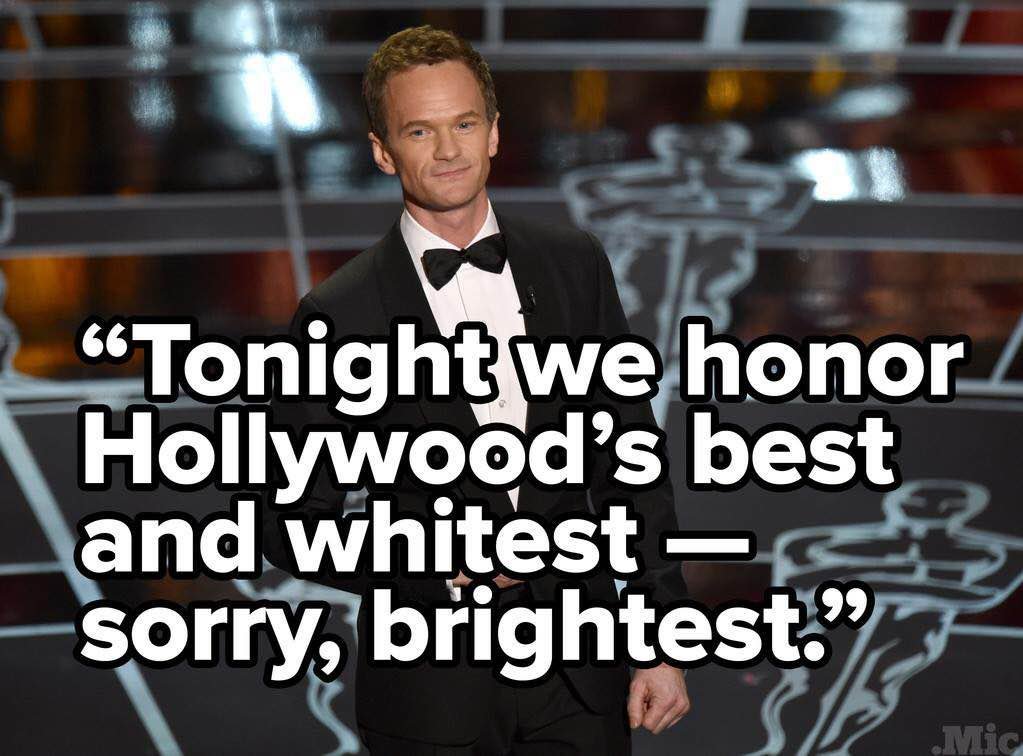 “Tonight we honor
Hollywood’s best
and whitest —
sorry, brightest.”
.Mic